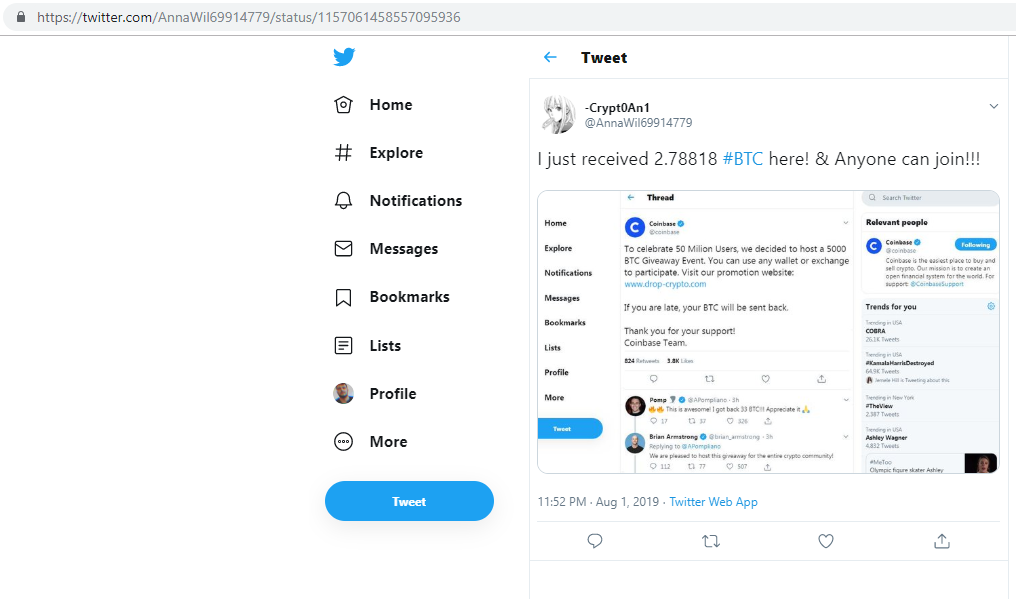 https://twitter.com/AnnaWil69914779/status/1157061458557095936
Home
Explore
Notifications
Messages
Bookmarks
Lists
Profile
More
Tweet
Tweet
-Crypt0An1
@AnnaWil69914779
I just received 2.78818 #BTC here! & Anyone can join!!!
Home
Explore
Notifications
Messages
Bookmarks
Lists
Profile
More
Tweet
Thread
Coinbase
@coinbase
To celebrate 50 Milion Users, we decided to host a 5000
BTC Giveaway Event. You can use any wallet or exchange
to participate. Visit our promotion website:
www.drop-crypto.com
If you are late, your BTC will be sent back.
Thank you for your support!
Coinbase Team.
824 Retweets 3.8K Likes
Pomp @APompliano · 5h
🔥🔥 This is awesome! I got back 33 BTC!!! Appreciate it 🙏
17 37 326
Brian Armstrong @brian_armstrong · 3h
Replying to @APompliano
We are pleased to host this giveaway for the entire crypto community!
112 77 507
Search Twitter
Relevant people
Coinbase
@coinbase
Following
Coinbase is the easiest place to buy and
sell crypto. Our mission is to create an
open financial system for the world. For
support: @CoinbaseSupport
Trends for you
Trending in USA
COBRA
26.1K Tweets
Trending in USA
#KamalaHarrisDestroyed
64.9K Tweets
Jemele Hill is Tweeting about this
Trending in New York
#TheView
2,387 Tweets
Trending in USA
Ashley Wagner
4,832 Tweets
#MeToo
Olympic figure skater Ashley
11:52 PM · Aug 1, 2019 · Twitter Web App